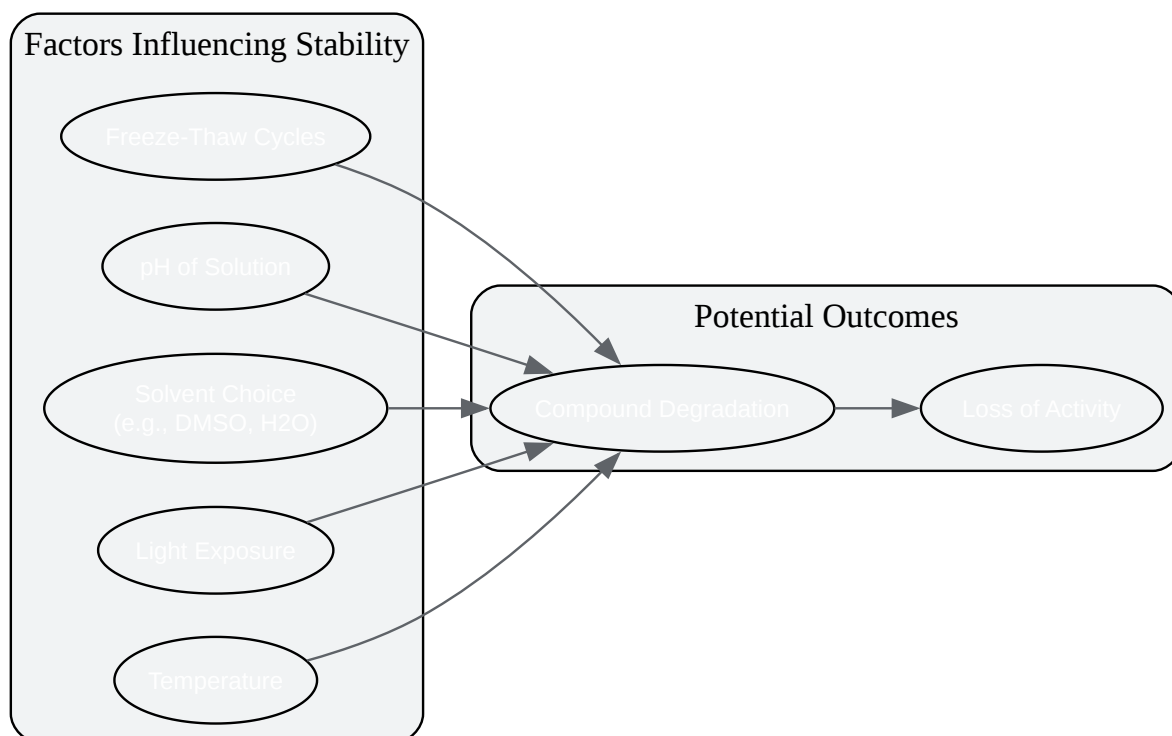 Factors Influencing Stability
Freeze-Thaw Cycles
pH of Solution
Solvent Choice
(e.g., DMSO, H2O)
Light Exposure
Temperature
Potential Outcomes
Compound Degradation
Loss of Activity